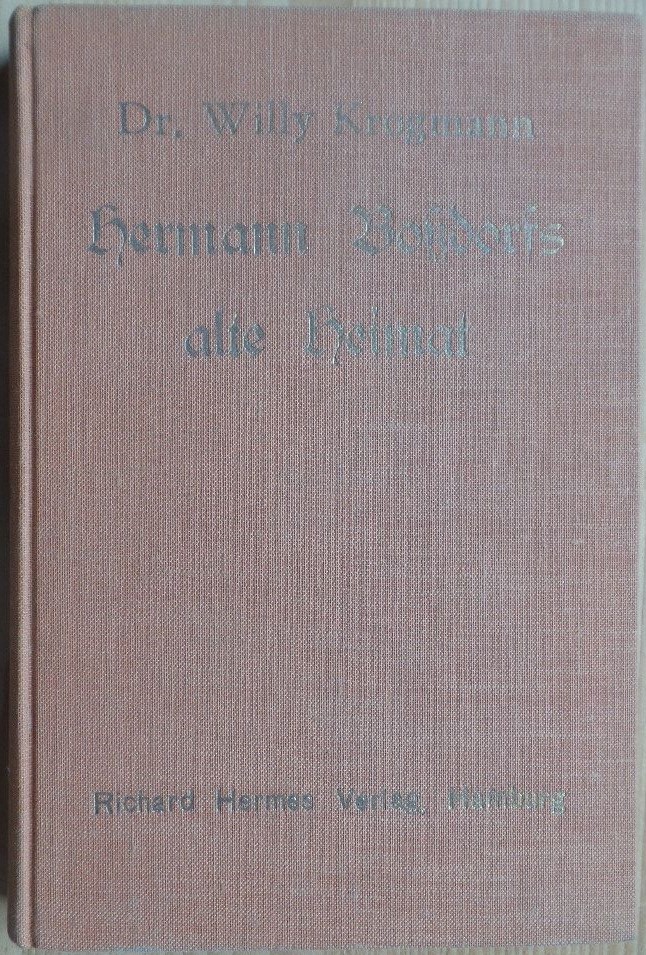 Dr. Willy Krogmann
Hermann Boßdorfs
alte Heimat
Richard Hermes Verlag, Hamburg